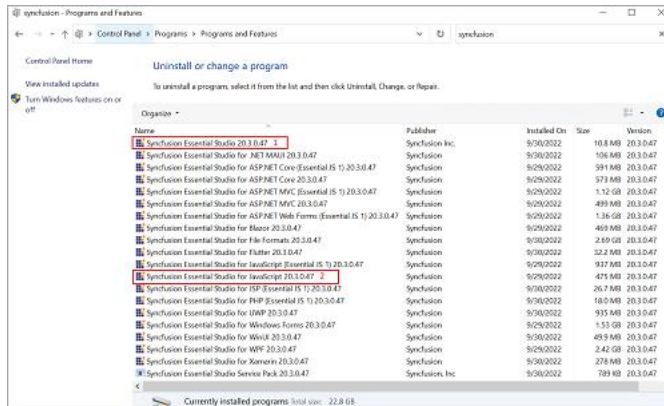 syncfusion - Programs and Features
Control Panel > Programs > Programs and Features
syncfusion
Control Panel Home
View installed updates
Turn Windows features on or off
Uninstall or change a program
To uninstall a program, select it from the list and then click Uninstall, Change, or Repair.
Organize
Name Publisher Installed On Size Version
Syncfusion Essential Studio 20.3.0.47 1 Syncfusion Inc. 9/30/2022 10.8 MB 20.3.0.47
Syncfusion Essential Studio for .NET MAUI 20.3.0.47 Syncfusion 9/30/2022 106 MB 20.3.0.47
Syncfusion Essential Studio for ASP.NET Core (Essential JS 1) 20.3.0.47 Syncfusion 9/29/2022 591 MB 20.3.0.47
Syncfusion Essential Studio for ASP.NET Core 20.3.0.47 Syncfusion 9/29/2022 573 MB 20.3.0.47
Syncfusion Essential Studio for ASP.NET MVC (Essential JS 1) 20.3.0.47 Syncfusion 9/29/2022 1.12 GB 20.3.0.47
Syncfusion Essential Studio for ASP.NET MVC 20.3.0.47 Syncfusion 9/29/2022 499 MB 20.3.0.47
Syncfusion Essential Studio for ASP.NET Web Forms (Essential JS 1) 20.3.0.47 Syncfusion 9/29/2022 1.36 GB 20.3.0.47
Syncfusion Essential Studio for Blazor 20.3.0.47 Syncfusion 9/29/2022 469 MB 20.3.0.47
Syncfusion Essential Studio for File Formats 20.3.0.47 Syncfusion 9/30/2022 2.69 GB 20.3.0.47
Syncfusion Essential Studio for Flutter 20.3.0.47 Syncfusion 9/30/2022 32.2 MB 20.3.0.47
Syncfusion Essential Studio for JavaScript (Essential JS 1) 20.3.0.47 Syncfusion 9/29/2022 937 MB 20.3.0.47
Syncfusion Essential Studio for JavaScript 20.3.0.47 2 Syncfusion 9/29/2022 475 MB 20.3.0.47
Syncfusion Essential Studio for JSP (Essential JS 1) 20.3.0.47 Syncfusion 9/30/2022 26.7 MB 20.3.0.47
Syncfusion Essential Studio for PHP (Essential JS 1) 20.3.0.47 Syncfusion 9/30/2022 18.0 MB 20.3.0.47
Syncfusion Essential Studio for UWP 20.3.0.47 Syncfusion 9/30/2022 935 MB 20.3.0.47
Syncfusion Essential Studio for Windows Forms 20.3.0.47 Syncfusion 9/29/2022 1.53 GB 20.3.0.47
Syncfusion Essential Studio for WinUI 20.3.0.47 Syncfusion 9/30/2022 49.9 MB 20.3.0.47
Syncfusion Essential Studio for WPF 20.3.0.47 Syncfusion 9/29/2022 2.42 GB 20.3.0.47
Syncfusion Essential Studio for Xamarin 20.3.0.47 Syncfusion 9/30/2022 278 MB 20.3.0.47
Syncfusion Essential Studio Service Pack 20.3.0.47 Syncfusion, Inc 9/30/2022 789 KB 20.3.0.47
Currently installed programs Total size: 22.8 GB